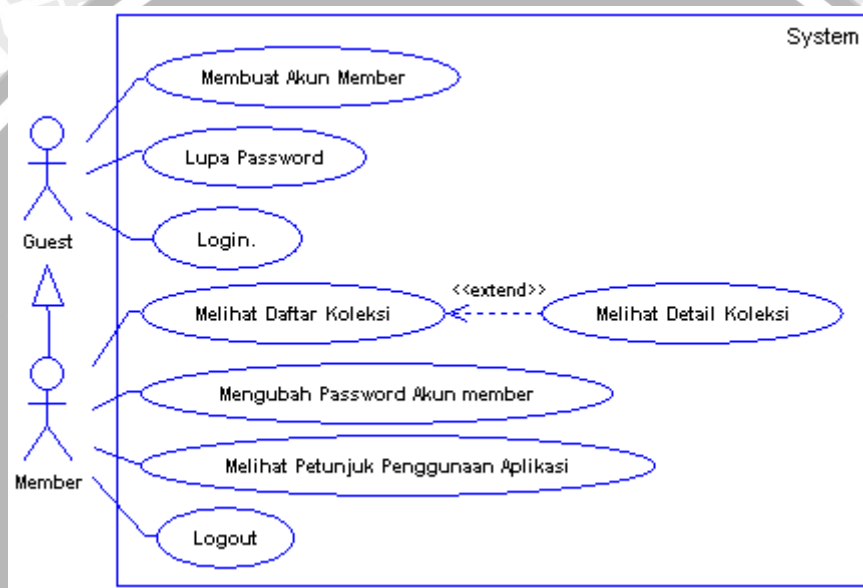 System
Membuat Akun Member
Lupa Password
Guest
Login.
<<extend>>
Melihat Daftar Koleksi
Melihat Detail Koleksi
Mengubah Password Akun member
Melihat Petunjuk Penggunaan Aplikasi
Member
Logout